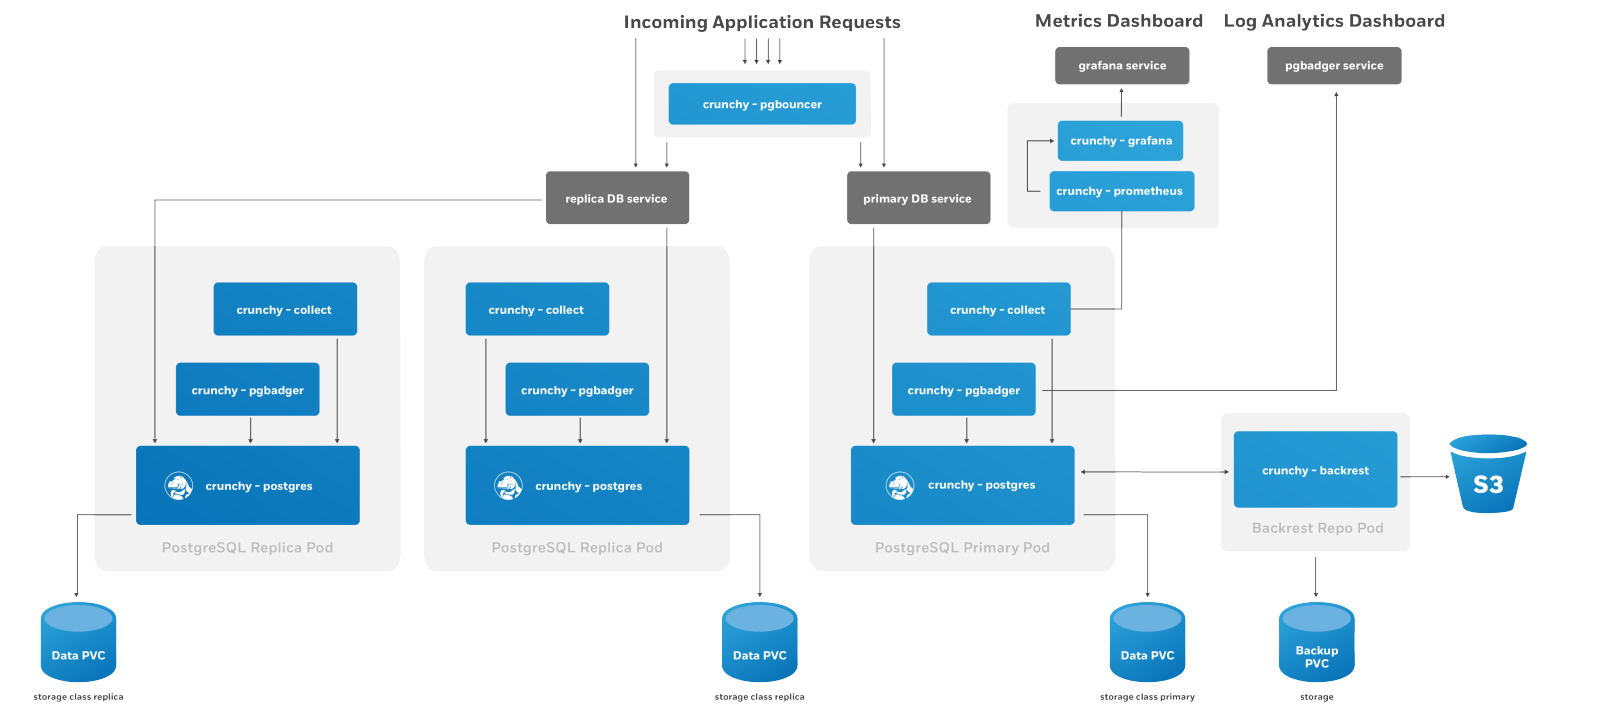 Incoming Application Requests
Metrics Dashboard
Log Analytics Dashboard
grafana service
pgbadger service
crunchy - pgbouncer
crunchy - grafana
crunchy - prometheus
replica DB service
primary DB service
crunchy - collect
crunchy - collect
crunchy - collect
crunchy - pgbadger
crunchy - pgbadger
crunchy - pgbadger
crunchy - postgres
crunchy - postgres
crunchy - postgres
crunchy - backrest
S3
PostgreSQL Replica Pod
PostgreSQL Replica Pod
PostgreSQL Primary Pod
Backrest Repo Pod
Data PVC
Data PVC
Data PVC
Backup
PVC
storage class replica
storage class replica
storage class primary
storage